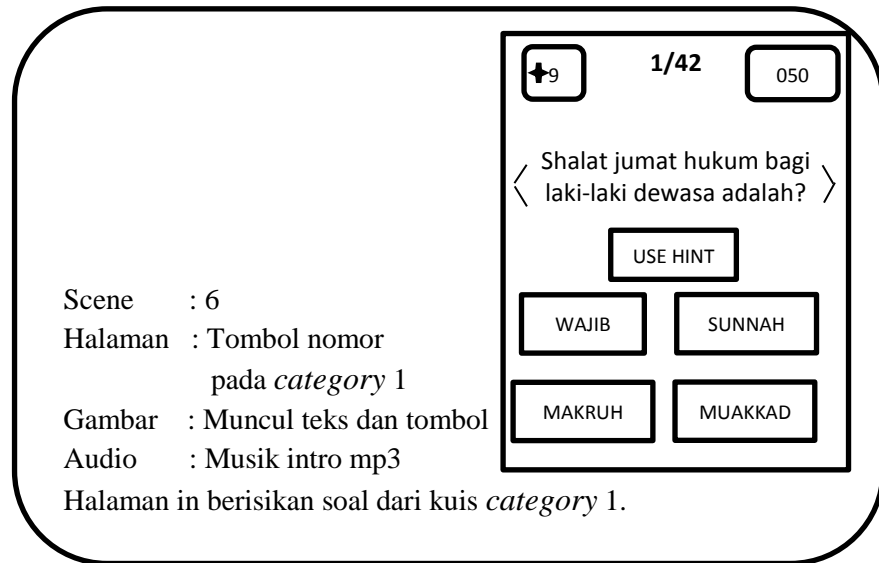 9 1/42 050
Shalat jumat hukum bagi
laki-laki dewasa adalah?
USE HINT
WAJIB SUNNAH
MAKRUH MUAKKAD
Scene : 6
Halaman : Tombol nomor
pada category 1
Gambar : Muncul teks dan tombol
Audio : Musik intro mp3
Halaman in berisikan soal dari kuis category 1.